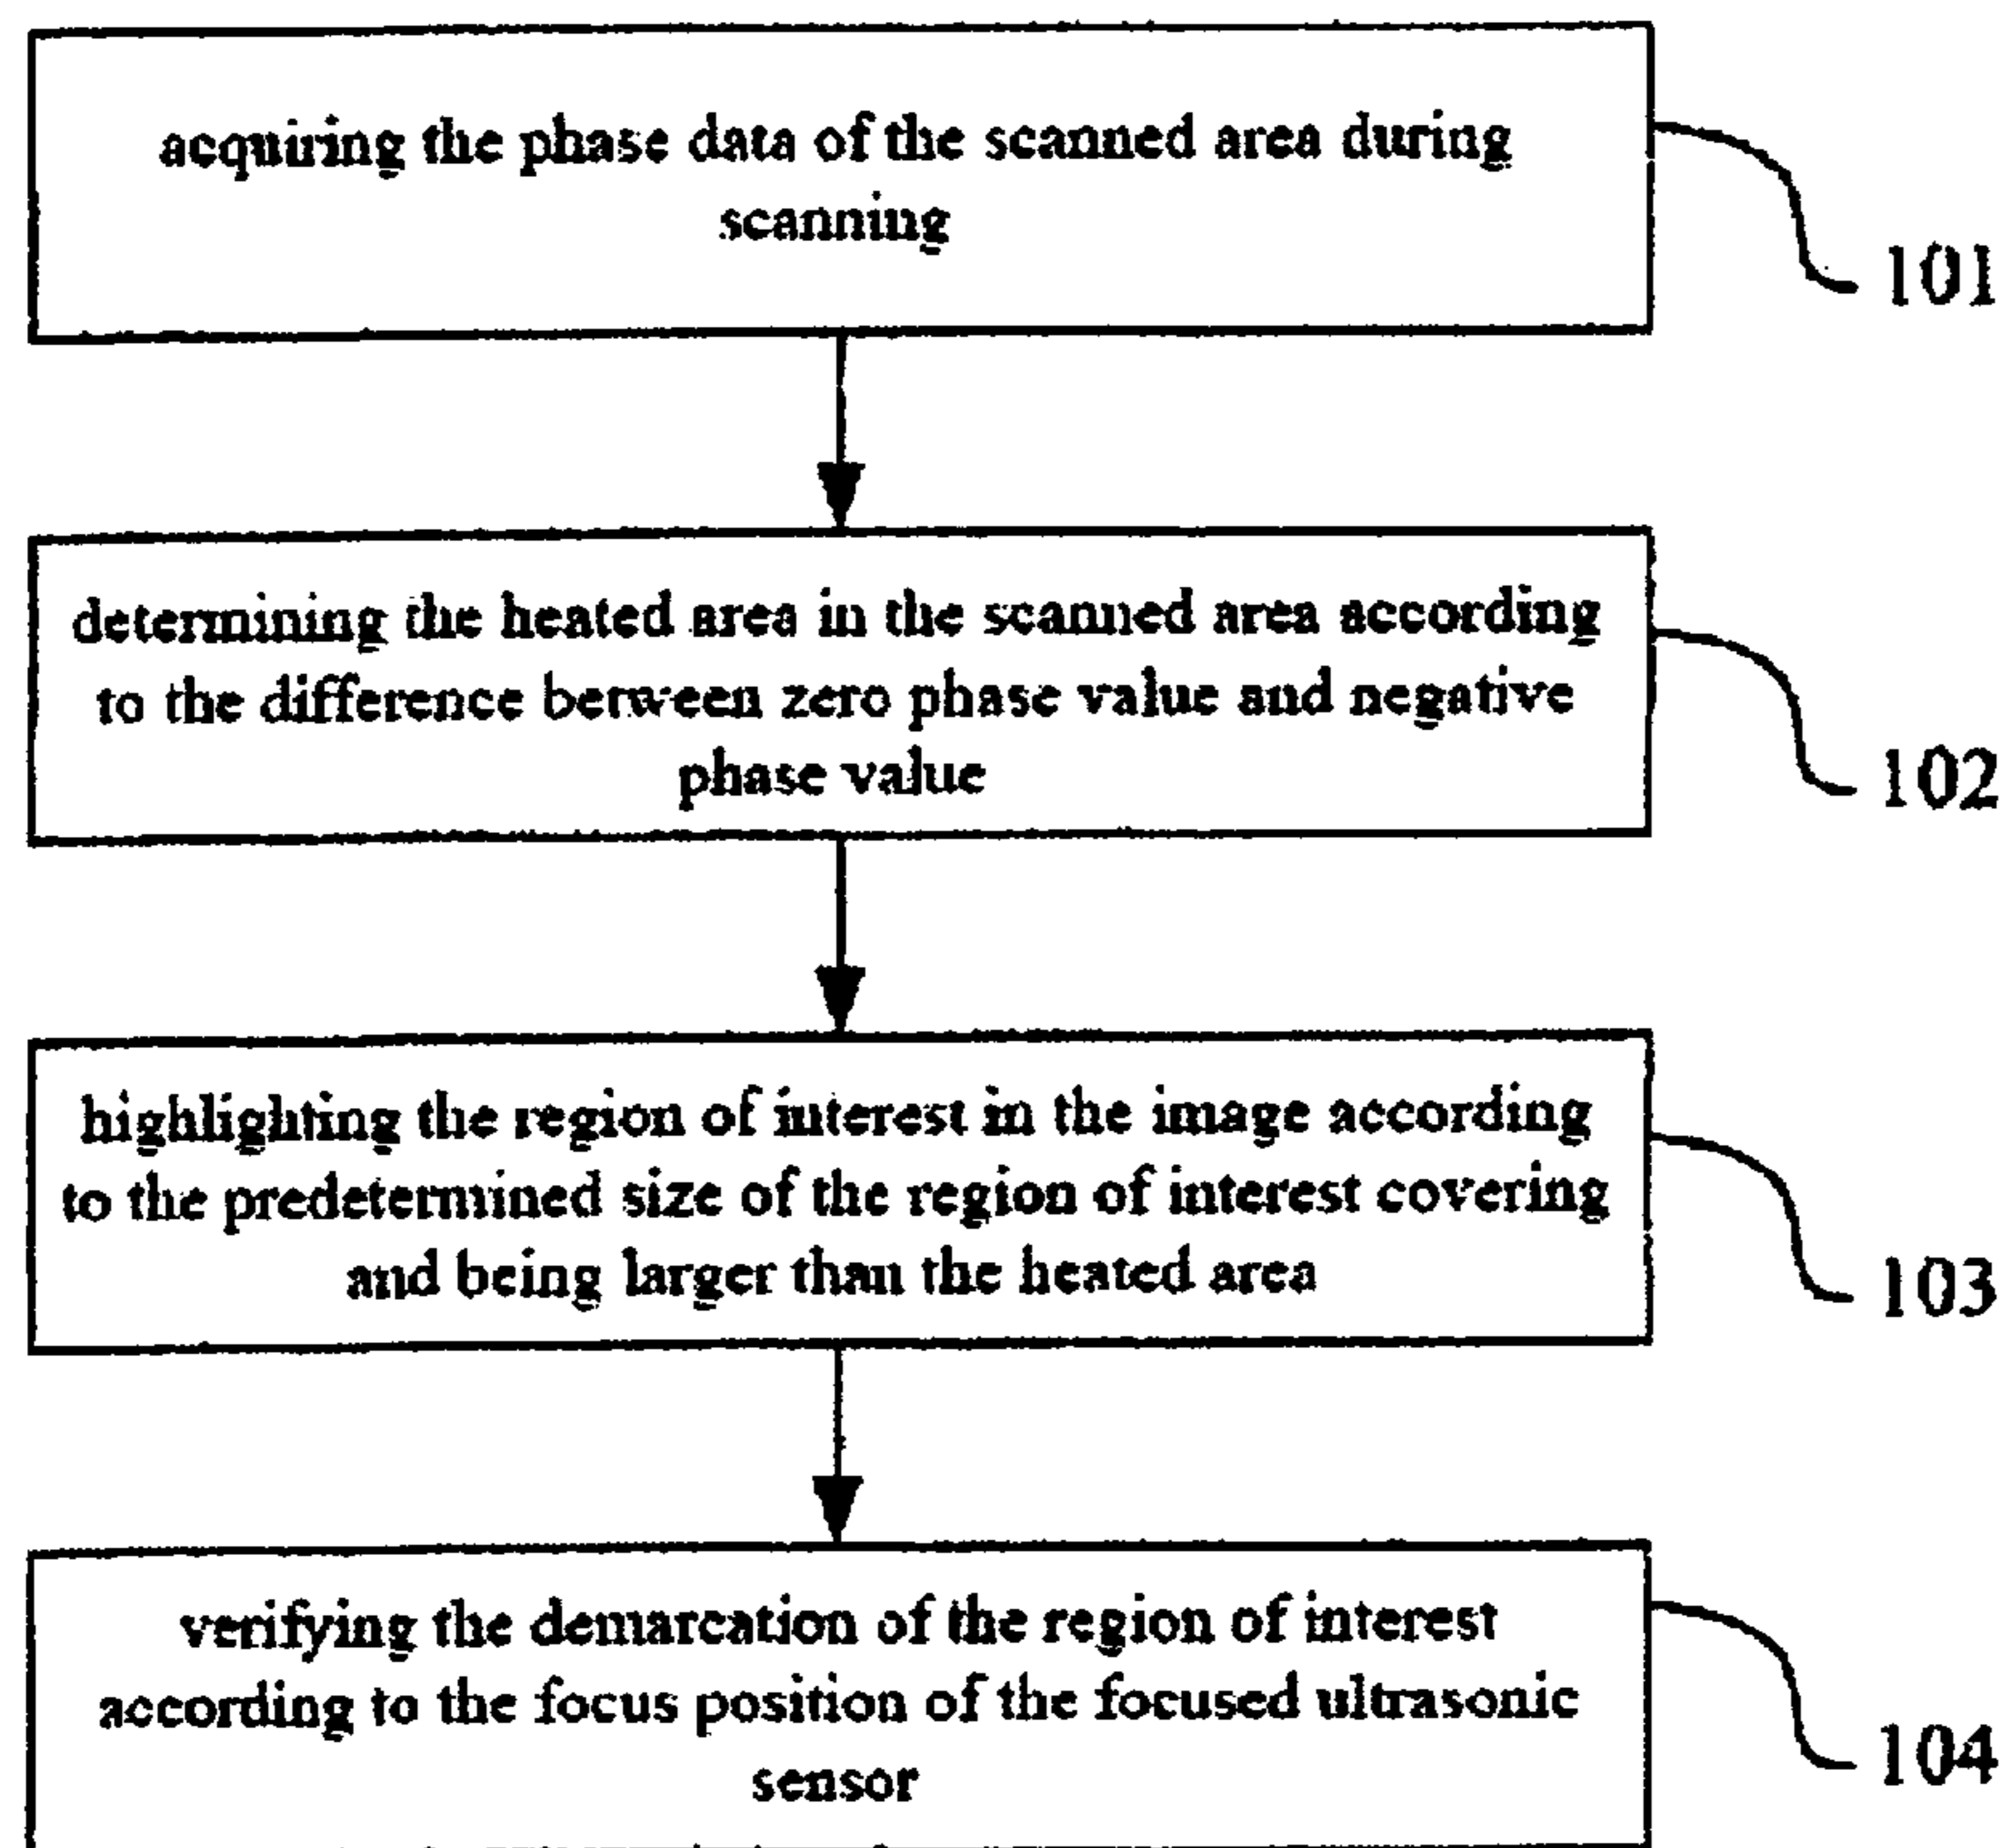 acquiring the phase data of the scanned area during
scanning
101
determining the heated area in the scanned area according
to the difference between zero phase value and negative
phase value
102
highlighting the region of interest in the image according
to the predetermined size of the region of interest covering
and being larger than the heated area
103
verifying the demarcation of the region of interest
according to the focus position of the focused ultrasonic
sensor
104